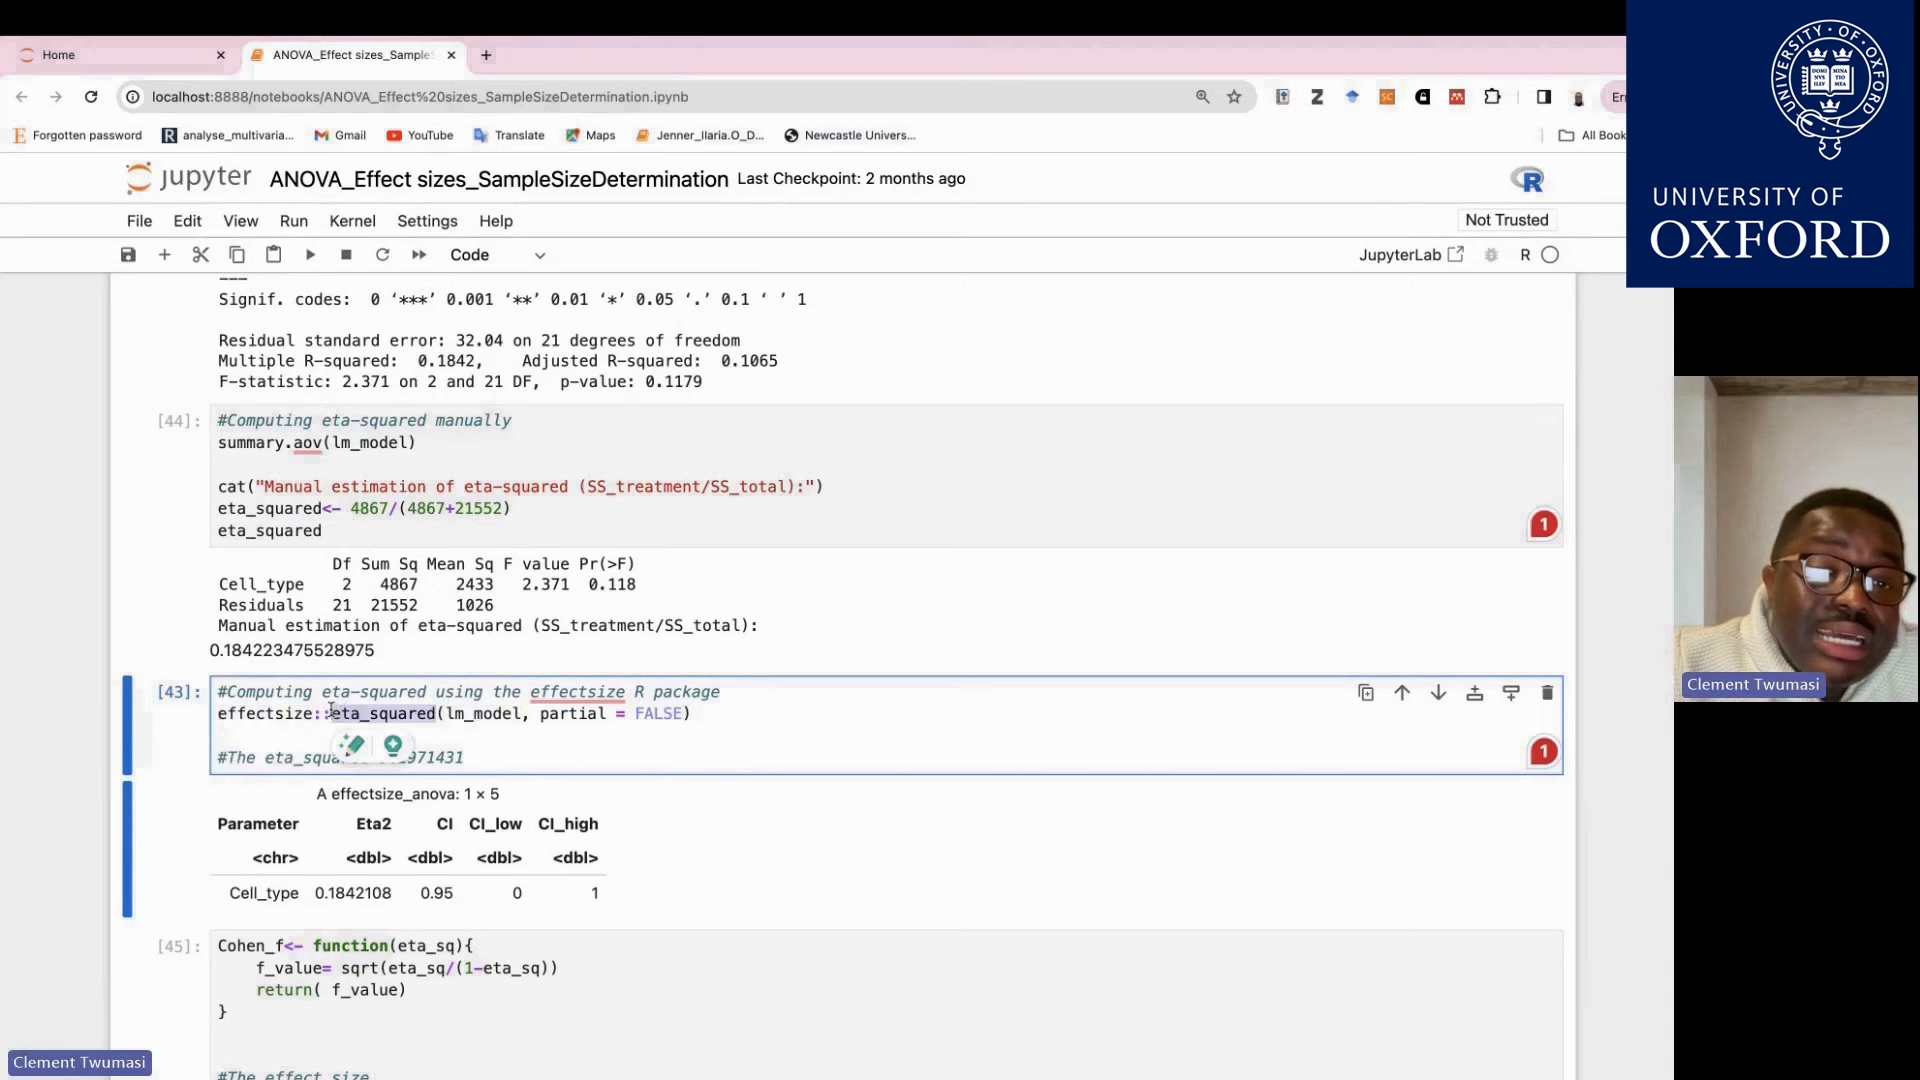 Home
ANOVA_Effect sizes_Sample
localhost:8888/notebooks/ANOVA_Effect%20sizes_SampleSizeDetermination.ipynb
Forgotten password
analyse_multivaria...
Gmail
YouTube
Translate
Maps
Jenner_Ilaria.O_D...
Newcastle Univers...
All Book
jupyter ANOVA_Effect sizes_SampleSizeDetermination Last Checkpoint: 2 months ago
File Edit View Run Kernel Settings Help
Not Trusted
Code
JupyterLab
R
UNIVERSITY OF
OXFORD
---
Signif. codes:  0 ‘***’ 0.001 ‘**’ 0.01 ‘*’ 0.05 ‘.’ 0.1 ‘ ’ 1
Residual standard error: 32.04 on 21 degrees of freedom
Multiple R-squared:  0.1842,	Adjusted R-squared:  0.1065
F-statistic: 2.371 on 2 and 21 DF,  p-value: 0.1179
[44]:
#Computing eta-squared manually
summary.aov(lm_model)
cat("Manual estimation of eta-squared (SS_treatment/SS_total):")
eta_squared<- 4867/(4867+21552)
eta_squared
1
Df Sum Sq Mean Sq F value Pr(>F)
Cell_type 2 4867 2433 2.371 0.118
Residuals 21 21552 1026
Manual estimation of eta-squared (SS_treatment/SS_total):
0.184223475528975
[43]:
#Computing eta-squared using the effectsize R package
effectsize::eta_squared(lm_model, partial = FALSE)
#The eta_squa 971431
1
A effectsize_anova: 1 × 5
Parameter Eta2 CI CI_low CI_high
<chr> <dbl> <dbl> <dbl> <dbl>
Cell_type 0.1842108 0.95 0 1
[45]:
Cohen_f<- function(eta_sq){
f_value= sqrt(eta_sq/(1-eta_sq))
return( f_value)
}
#The effect size
Clement Twumasi
Clement Twumasi